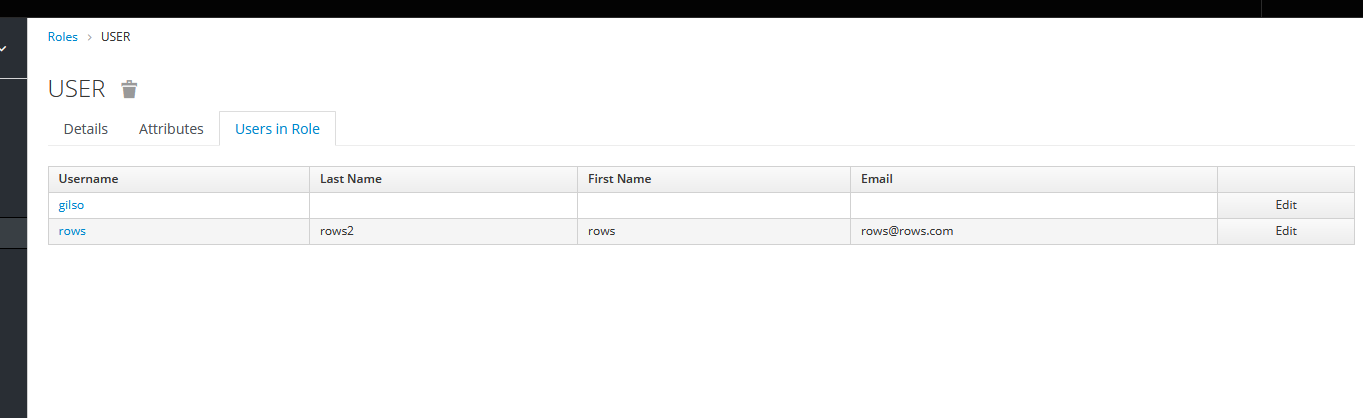 Roles › USER
USER
Details Attributes Users in Role
Username Last Name First Name Email
gilso Edit
rows rows2 rows rows@rows.com Edit